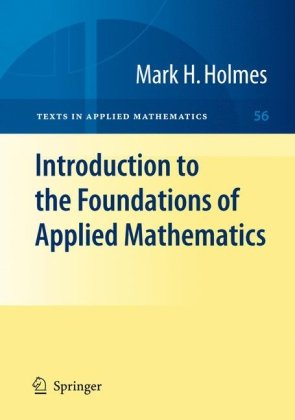 Mark H. Holmes
TEXTS IN APPLIED MATHEMATICS 56
Introduction to
the Foundations of
Applied Mathematics
Springer